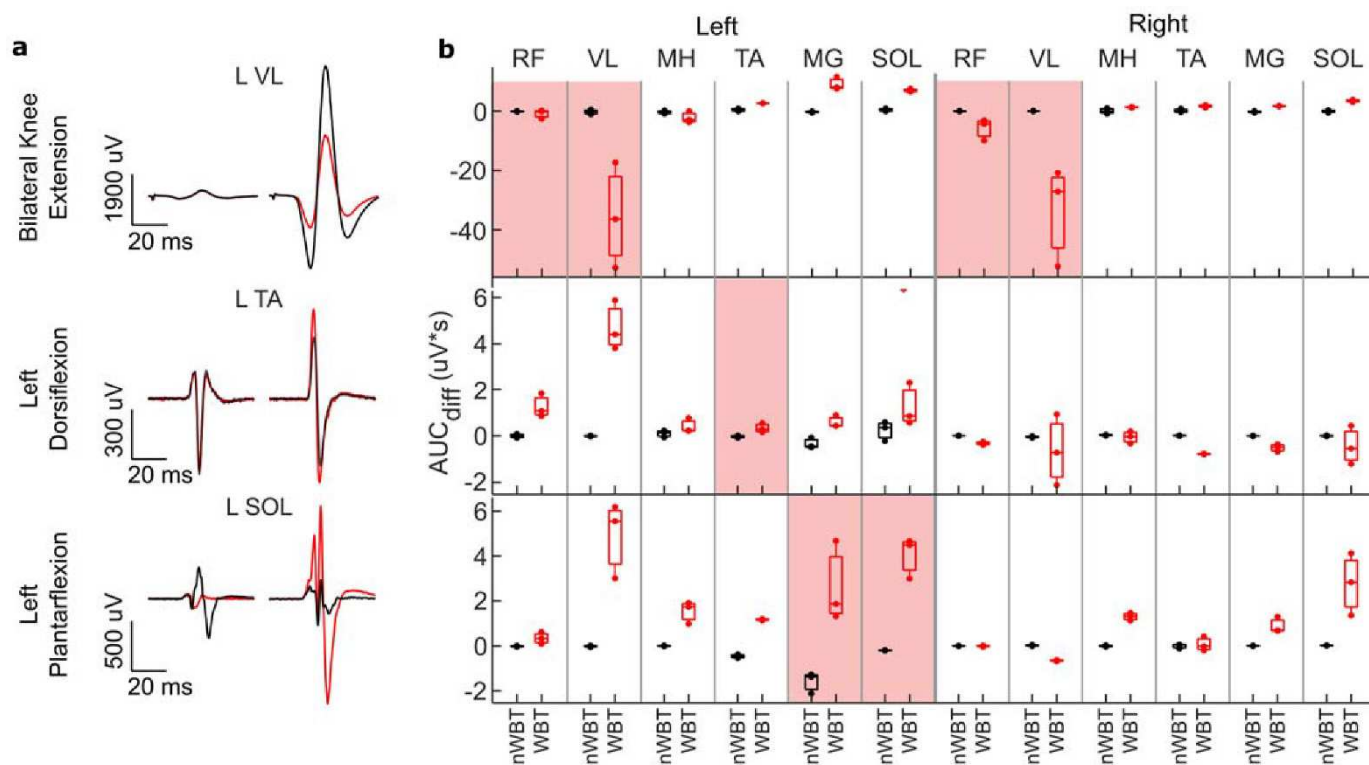 a
b
Left
Right
RF VL MH TA MG SOL RF VL MH TA MG SOL
Bilateral Knee
Extension
L VL
1900 uV
20 ms
0
-20
-40
Left
Dorsiflexion
L TA
300 uV
20 ms
AUC_diff (uV*s)
6
4
2
0
-2
Left
Plantarflexion
L SOL
500 uV
20 ms
6
4
2
0
-2
nWBT WBT nWBT WBT nWBT WBT nWBT WBT nWBT WBT nWBT WBT nWBT WBT nWBT WBT nWBT WBT nWBT WBT nWBT WBT nWBT WBT